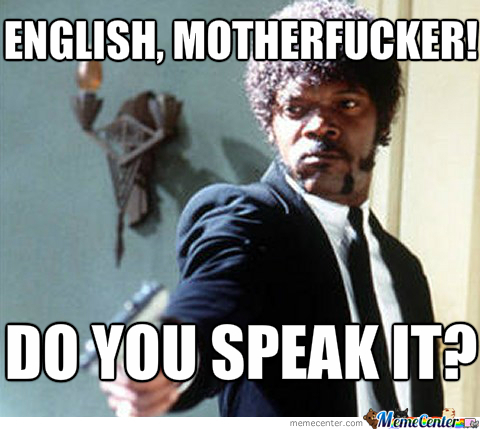 ENGLISH, MOTHERFUCKER!
DO YOU SPEAK IT?
memecenter.com MemeCenter